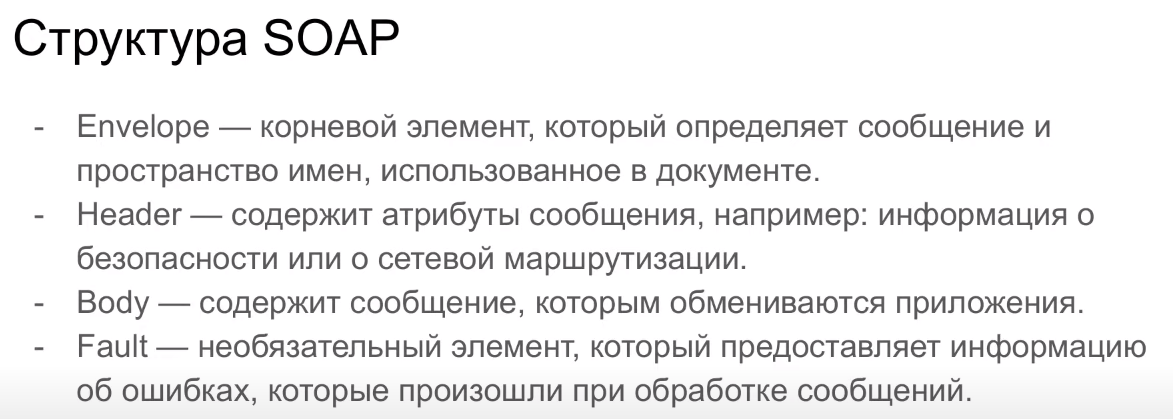 Структура SOAP
- Envelope — корневой элемент, который определяет сообщение и
пространство имен, использованное в документе.
- Header — содержит атрибуты сообщения, например: информация о
безопасности или о сетевой маршрутизации.
- Body — содержит сообщение, которым обмениваются приложения.
- Fault — необязательный элемент, который предоставляет информацию
об ошибках, которые произошли при обработке сообщений.